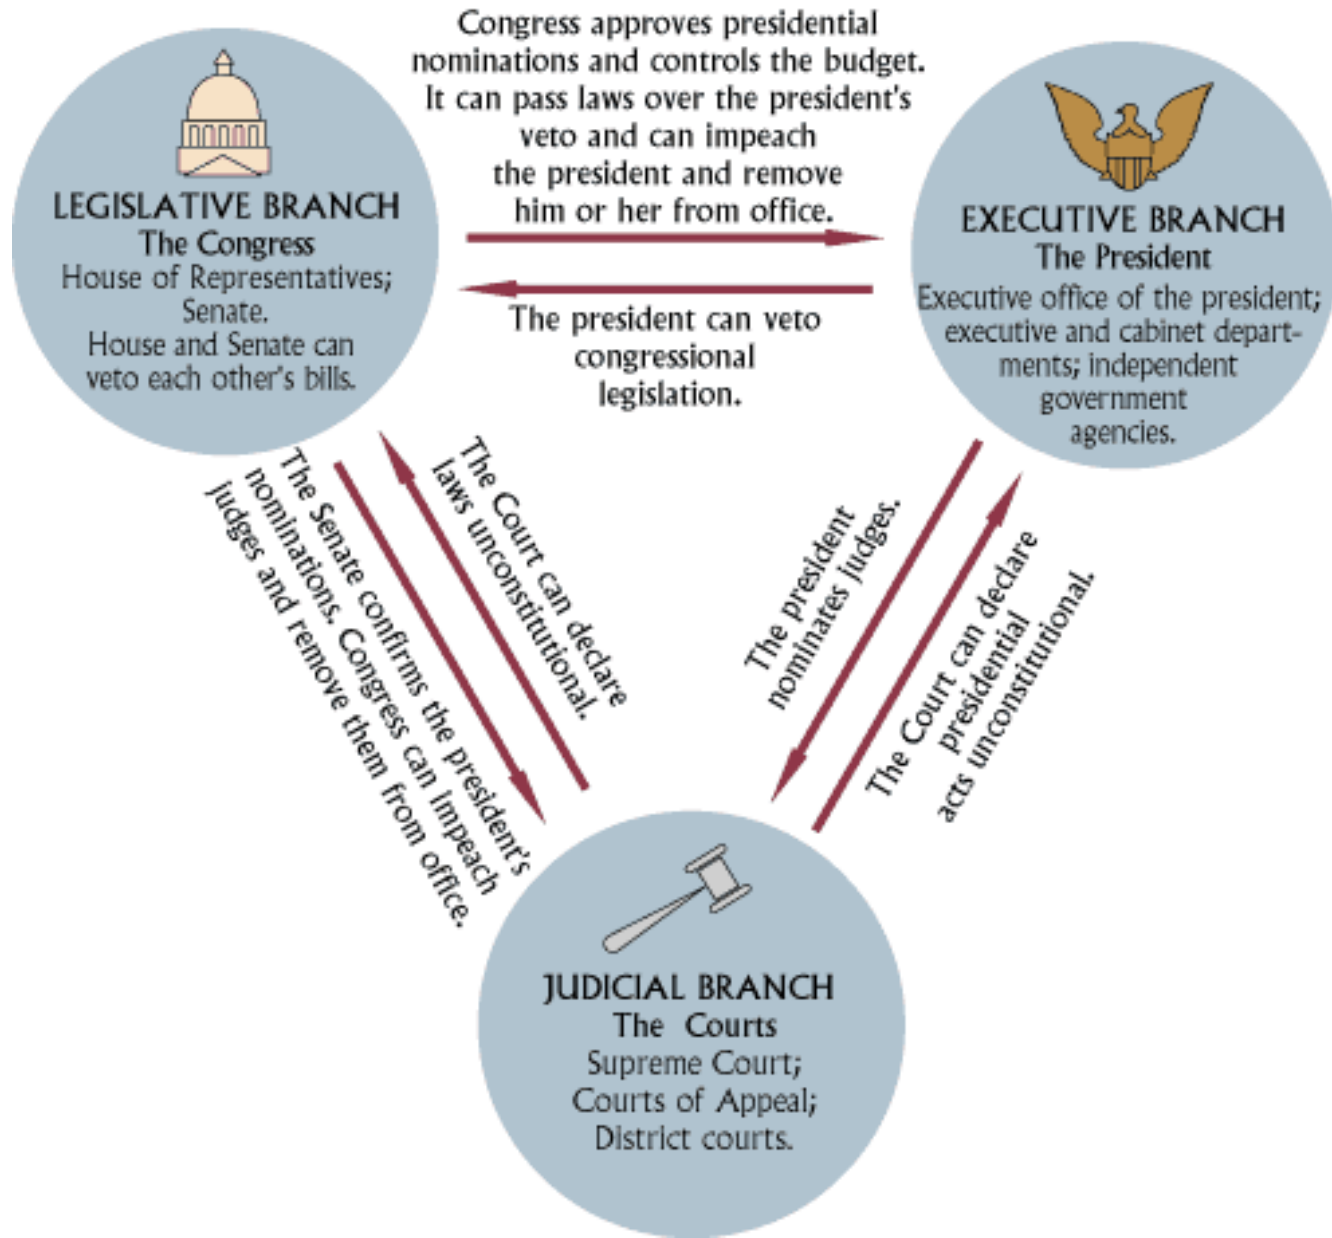 Congress approves presidential
nominations and controls the budget.
It can pass laws over the president's
veto and can impeach
the president and remove
him or her from office.
LEGISLATIVE BRANCH
The Congress
House of Representatives;
Senate.
House and Senate can
veto each other's bills.
EXECUTIVE BRANCH
The President
Executive office of the president;
executive and cabinet depart-
ments; independent
government
agencies.
The president can veto
congressional
legislation.
The Senate confirms the president's
nominations. Congress can impeach
judges and remove them from office.
The Court can declare
laws unconstitutional.
The president
nominates judges.
The Court can declare
presidential
acts unconstitutional.
JUDICIAL BRANCH
The Courts
Supreme Court;
Courts of Appeal;
District courts.